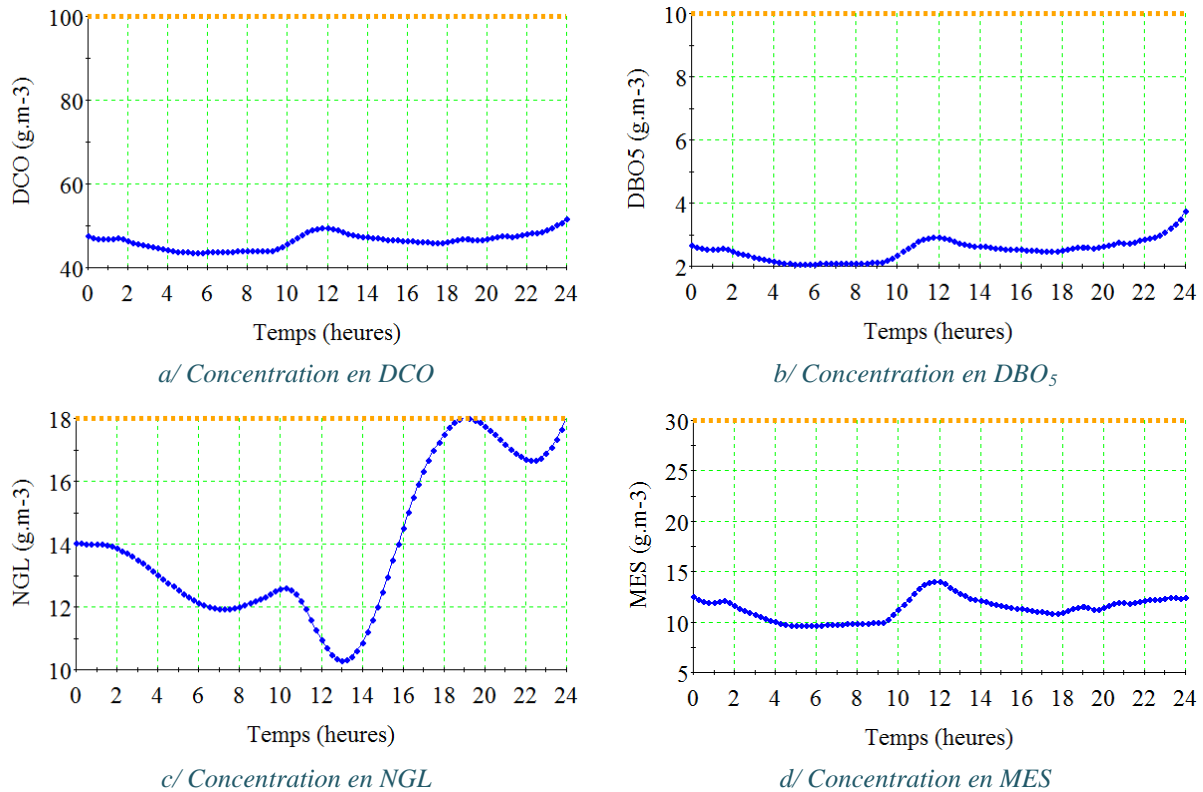 100
80
60
40
DCO (g.m-3)
0 2 4 6 8 10 12 14 16 18 20 22 24
Temps (heures)
a/ Concentration en DCO
10
8
6
4
2
DBO5 (g.m-3)
0 2 4 6 8 10 12 14 16 18 20 22 24
Temps (heures)
b/ Concentration en DBO₅
18
16
14
12
10
NGL (g.m-3)
0 2 4 6 8 10 12 14 16 18 20 22 24
Temps (heures)
c/ Concentration en NGL
30
25
20
15
10
5
MES (g.m-3)
0 2 4 6 8 10 12 14 16 18 20 22 24
Temps (heures)
d/ Concentration en MES